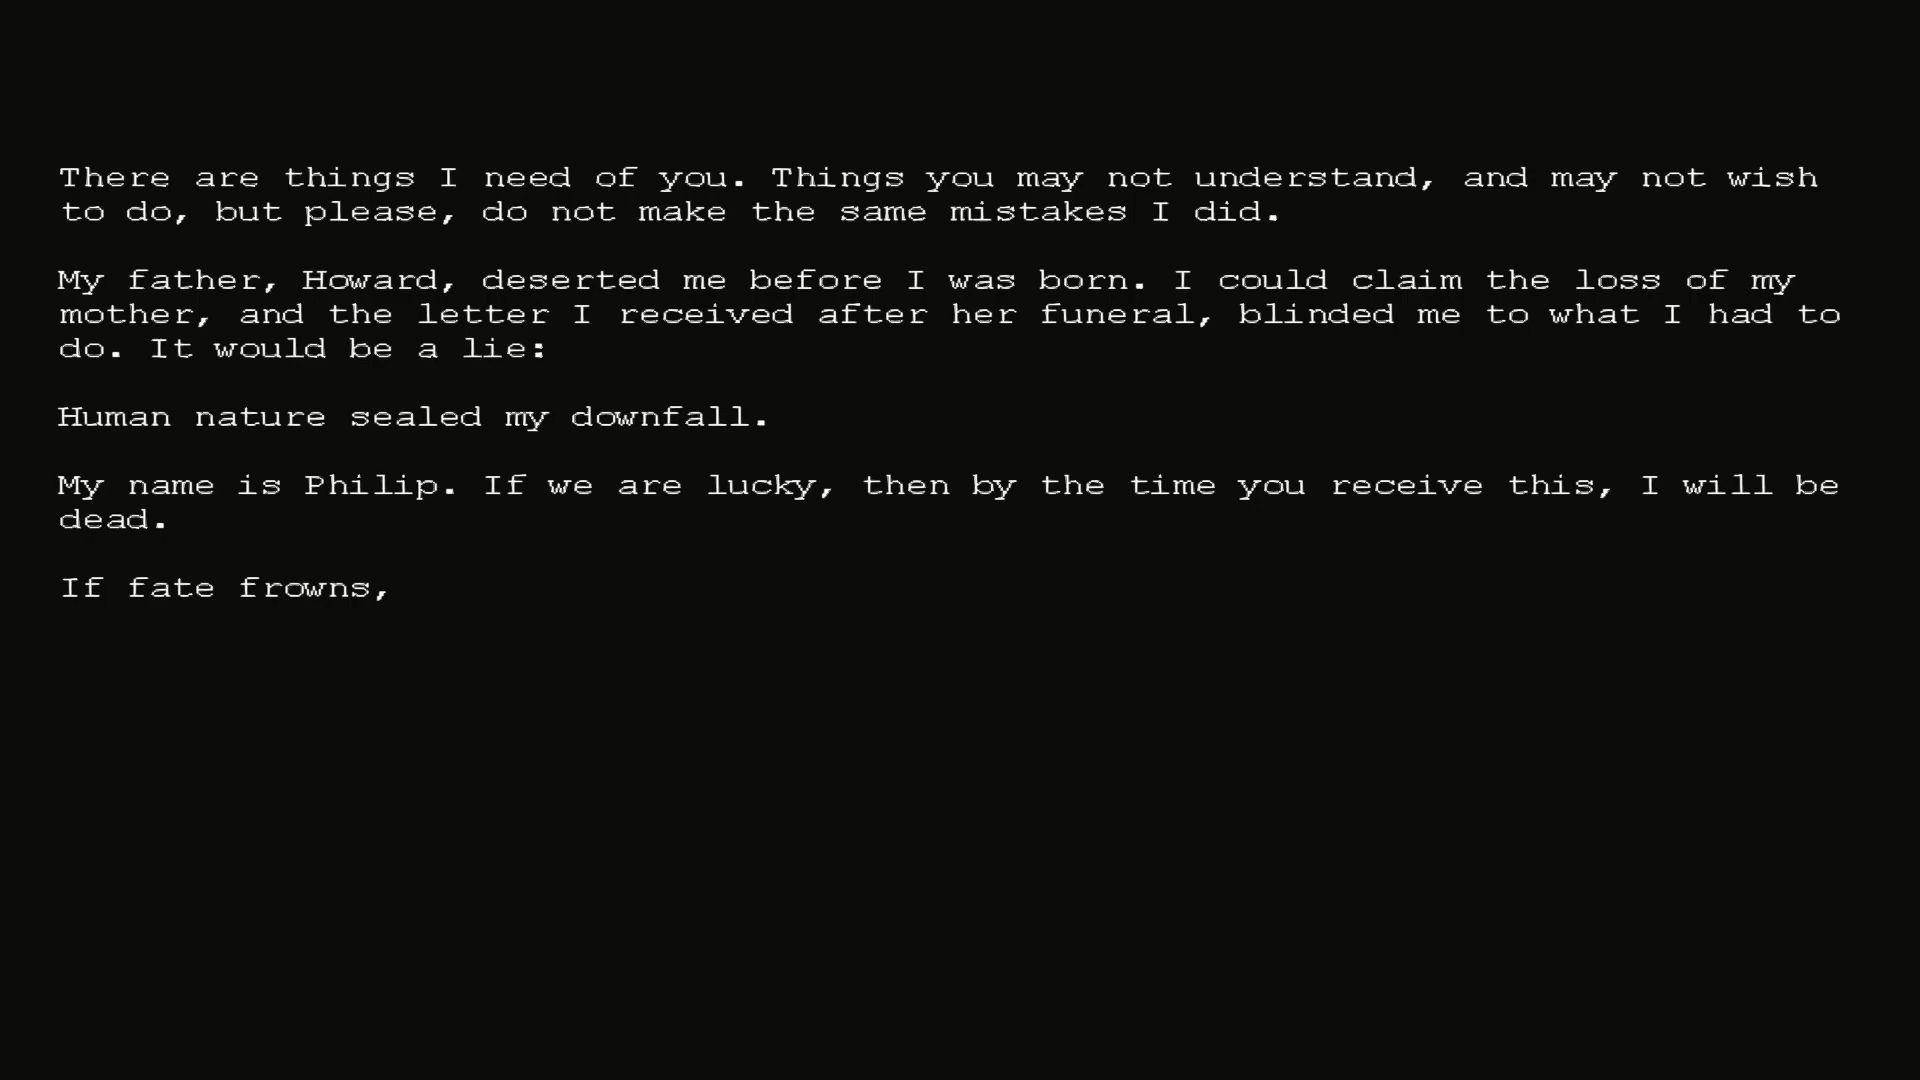 There are things I need of you. Things you may not understand, and may not wish
to do, but please, do not make the same mistakes I did.
My father, Howard, deserted me before I was born. I could claim the loss of my
mother, and the letter I received after her funeral, blinded me to what I had to
do. It would be a lie:
Human nature sealed my downfall.
My name is Philip. If we are lucky, then by the time you receive this, I will be
dead.
If fate frowns,